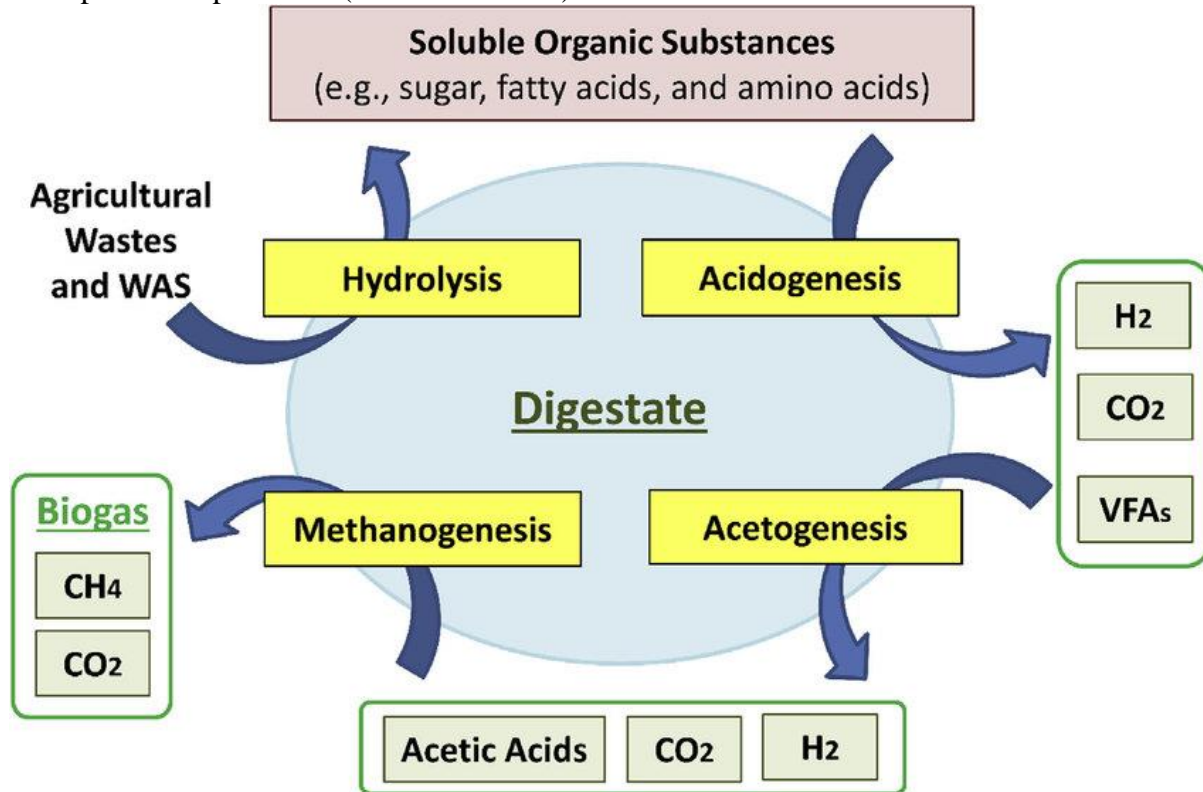 Soluble Organic Substances
(e.g., sugar, fatty acids, and amino acids)
Agricultural
Wastes
and WAS
Hydrolysis
Acidogenesis
H2
CO2
VFAs
Digestate
Methanogenesis
Acetogenesis
Biogas
CH4
CO2
Acetic Acids
CO2
H2